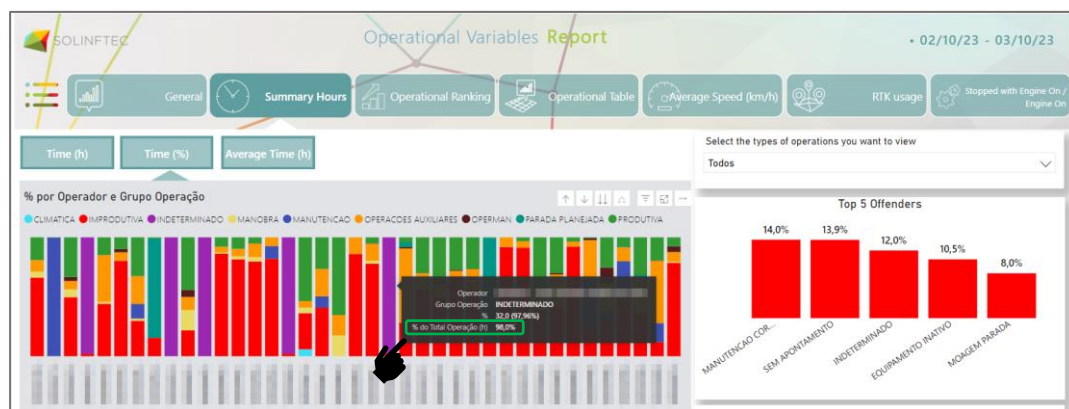 SOLINFTEC
Operational Variables Report
• 02/10/23 - 03/10/23
General
Summary Hours
Operational Ranking
Operational Table
Average Speed (km/h)
RTK usage
Stopped with Engine On /
Engine On
Time (h)
Time (%)
Average Time (h)
Select the types of operations you want to view
Todos
% por Operador e Grupo Operação
CLIMATICA IMPRODUTIVA INDETERMINADO MANOBRA MANUTENCAO OPERACOES AUXILIARES OPERMAN PARADA PLANEJADA PRODUTIVA
Operador
Grupo Operação INDETERMINADO
% 32,0 (97,96%)
% do Total Operação (h) 98,0%
Top 5 Offenders
14,0%
13,9%
12,0%
10,5%
8,0%
MANUTENCAO COR...
SEM APONTAMENTO
INDETERMINADO
EQUIPAMENTO INATIVO
MOAGEM PARADA